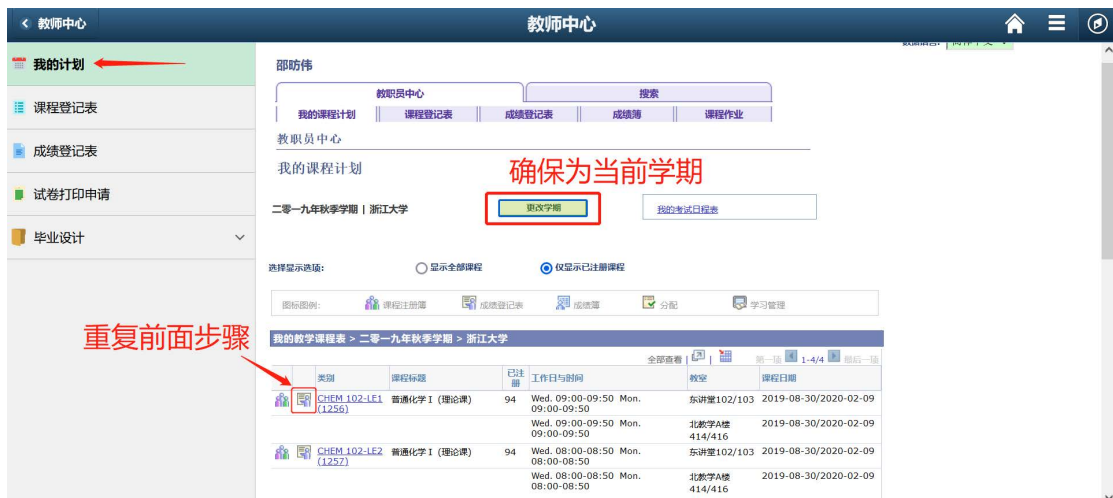 教师中心
教师中心
我的计划
课程登记表
成绩登记表
试卷打印申请
毕业设计
邵昉伟
教职员中心 搜索
我的课程计划 课程登记表 成绩登记表 成绩簿 课程作业
教职员中心
我的课程计划
确保为当前学期
二零一九年秋季学期 | 浙江大学 更改学期 我的考试日程表
选择显示选项: 显示全部课程 仅显示已注册课程
图标图例: 课程注册簿 成绩登记表 成绩簿 分配 学习管理
重复前面步骤
我的教学课程表 > 二零一九年秋季学期 > 浙江大学
全部查看 | | 第一项 1-4/4 最后一项
类别 课程标题 已注册 工作日与时间 教室 课程日期
CHEM 102-LE1 (1256) 普通化学 I (理论课) 94 Wed. 09:00-09:50 Mon. 09:00-09:50 东讲堂102/103 2019-08-30/2020-02-09
Wed. 09:00-09:50 Mon. 09:00-09:50 北教学A楼 414/416 2019-08-30/2020-02-09
CHEM 102-LE2 (1257) 普通化学 I (理论课) 94 Wed. 08:00-08:50 Mon. 08:00-08:50 东讲堂102/103 2019-08-30/2020-02-09
Wed. 08:00-08:50 Mon. 08:00-08:50 北教学A楼 414/416 2019-08-30/2020-02-09